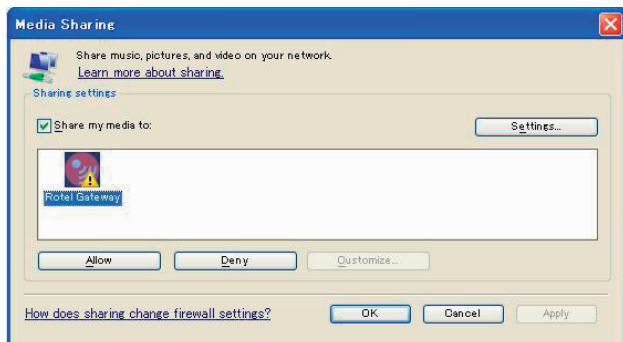 Media Sharing
Share music, pictures, and video on your network.
Learn more about sharing.
Sharing settings
Share my media to:
Settings...
Rotel Gateway
Allow
Deny
Customize...
How does sharing change firewall settings?
OK
Cancel
Apply